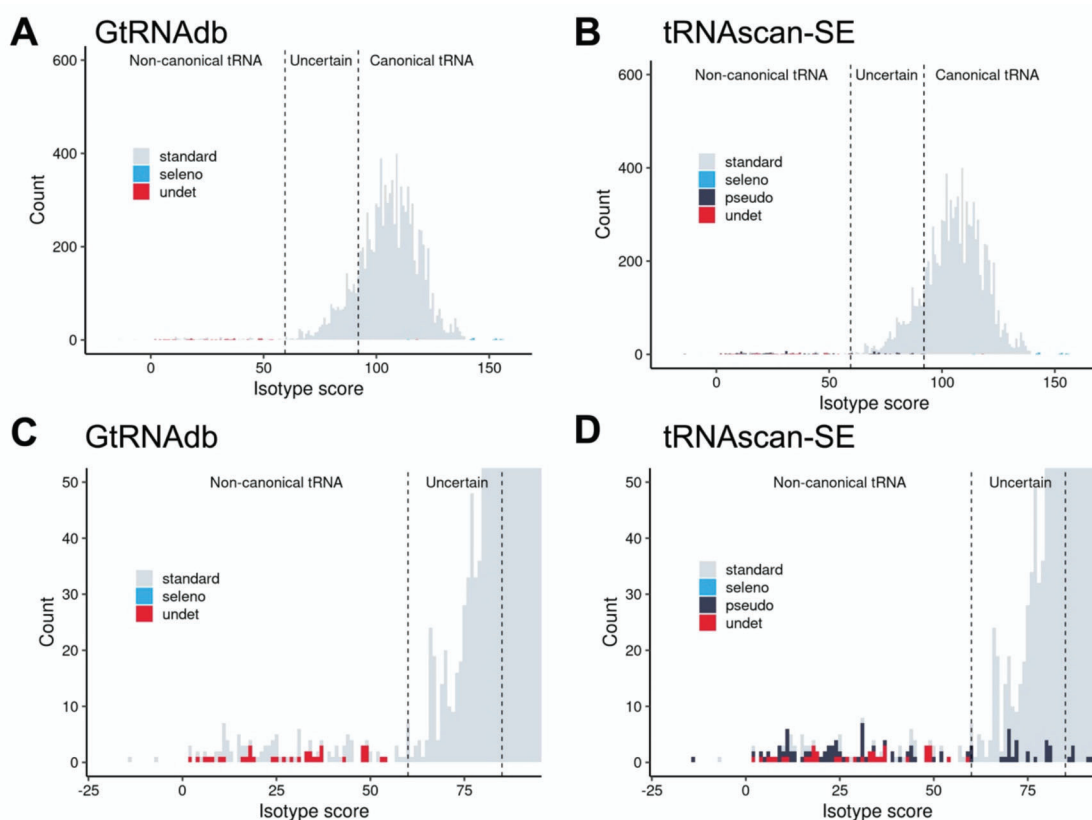 A GtRNAdb
600
400
200
0
Count
Non-canonical tRNA Uncertain Canonical tRNA
standard
seleno
undet
0 50 100 150
Isotype score
B tRNAscan-SE
600
400
200
0
Count
Non-canonical tRNA Uncertain Canonical tRNA
standard
seleno
pseudo
undet
0 50 100 150
Isotype score
C GtRNAdb
50
40
30
20
10
0
Count
Non-canonical tRNA Uncertain
standard
seleno
undet
-25 0 25 50 75
Isotype score
D tRNAscan-SE
50
40
30
20
10
0
Count
Non-canonical tRNA Uncertain
standard
seleno
pseudo
undet
-25 0 25 50 75
Isotype score